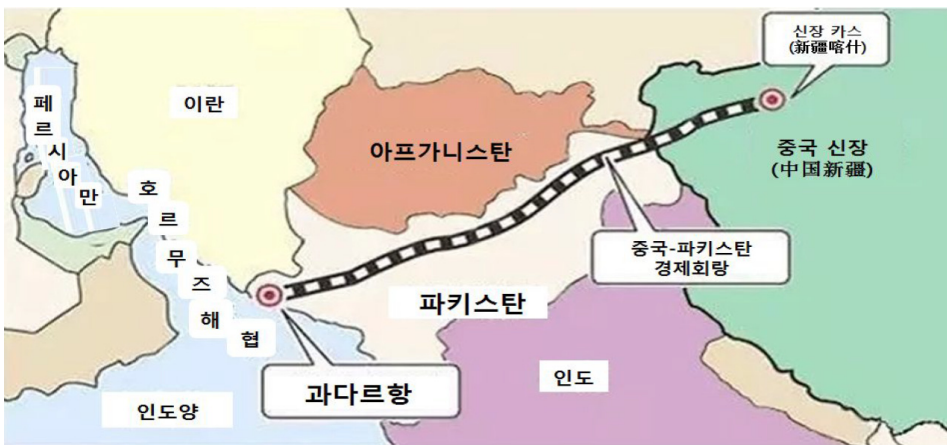 신장 카스
(新疆喀什)
페르시아만
이란
아프가니스탄
중국 신장
(中国新疆)
호르무즈해협
중국-파키스탄
경제회랑
파키스탄
과다르항
인도
인도양